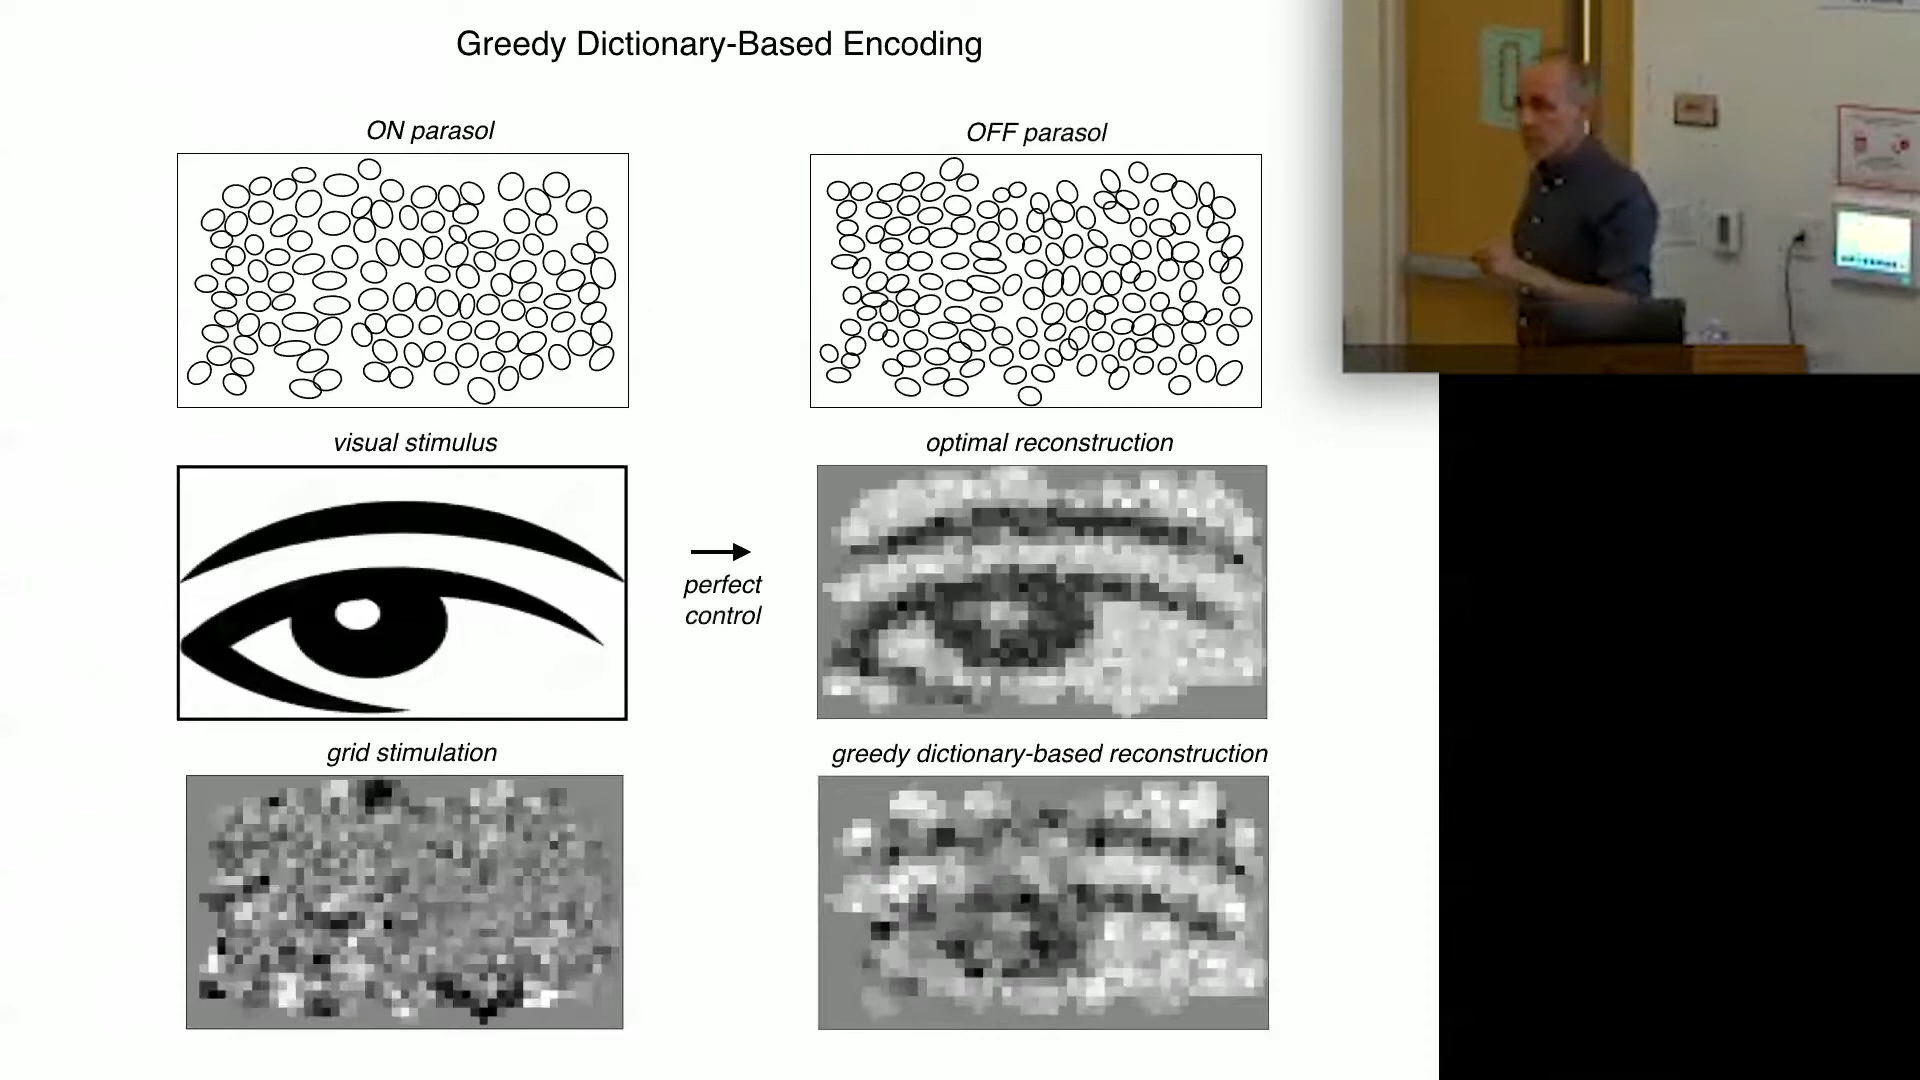 Greedy Dictionary-Based Encoding
ON parasol
OFF parasol
visual stimulus
optimal reconstruction
perfect
control
grid stimulation
greedy dictionary-based reconstruction